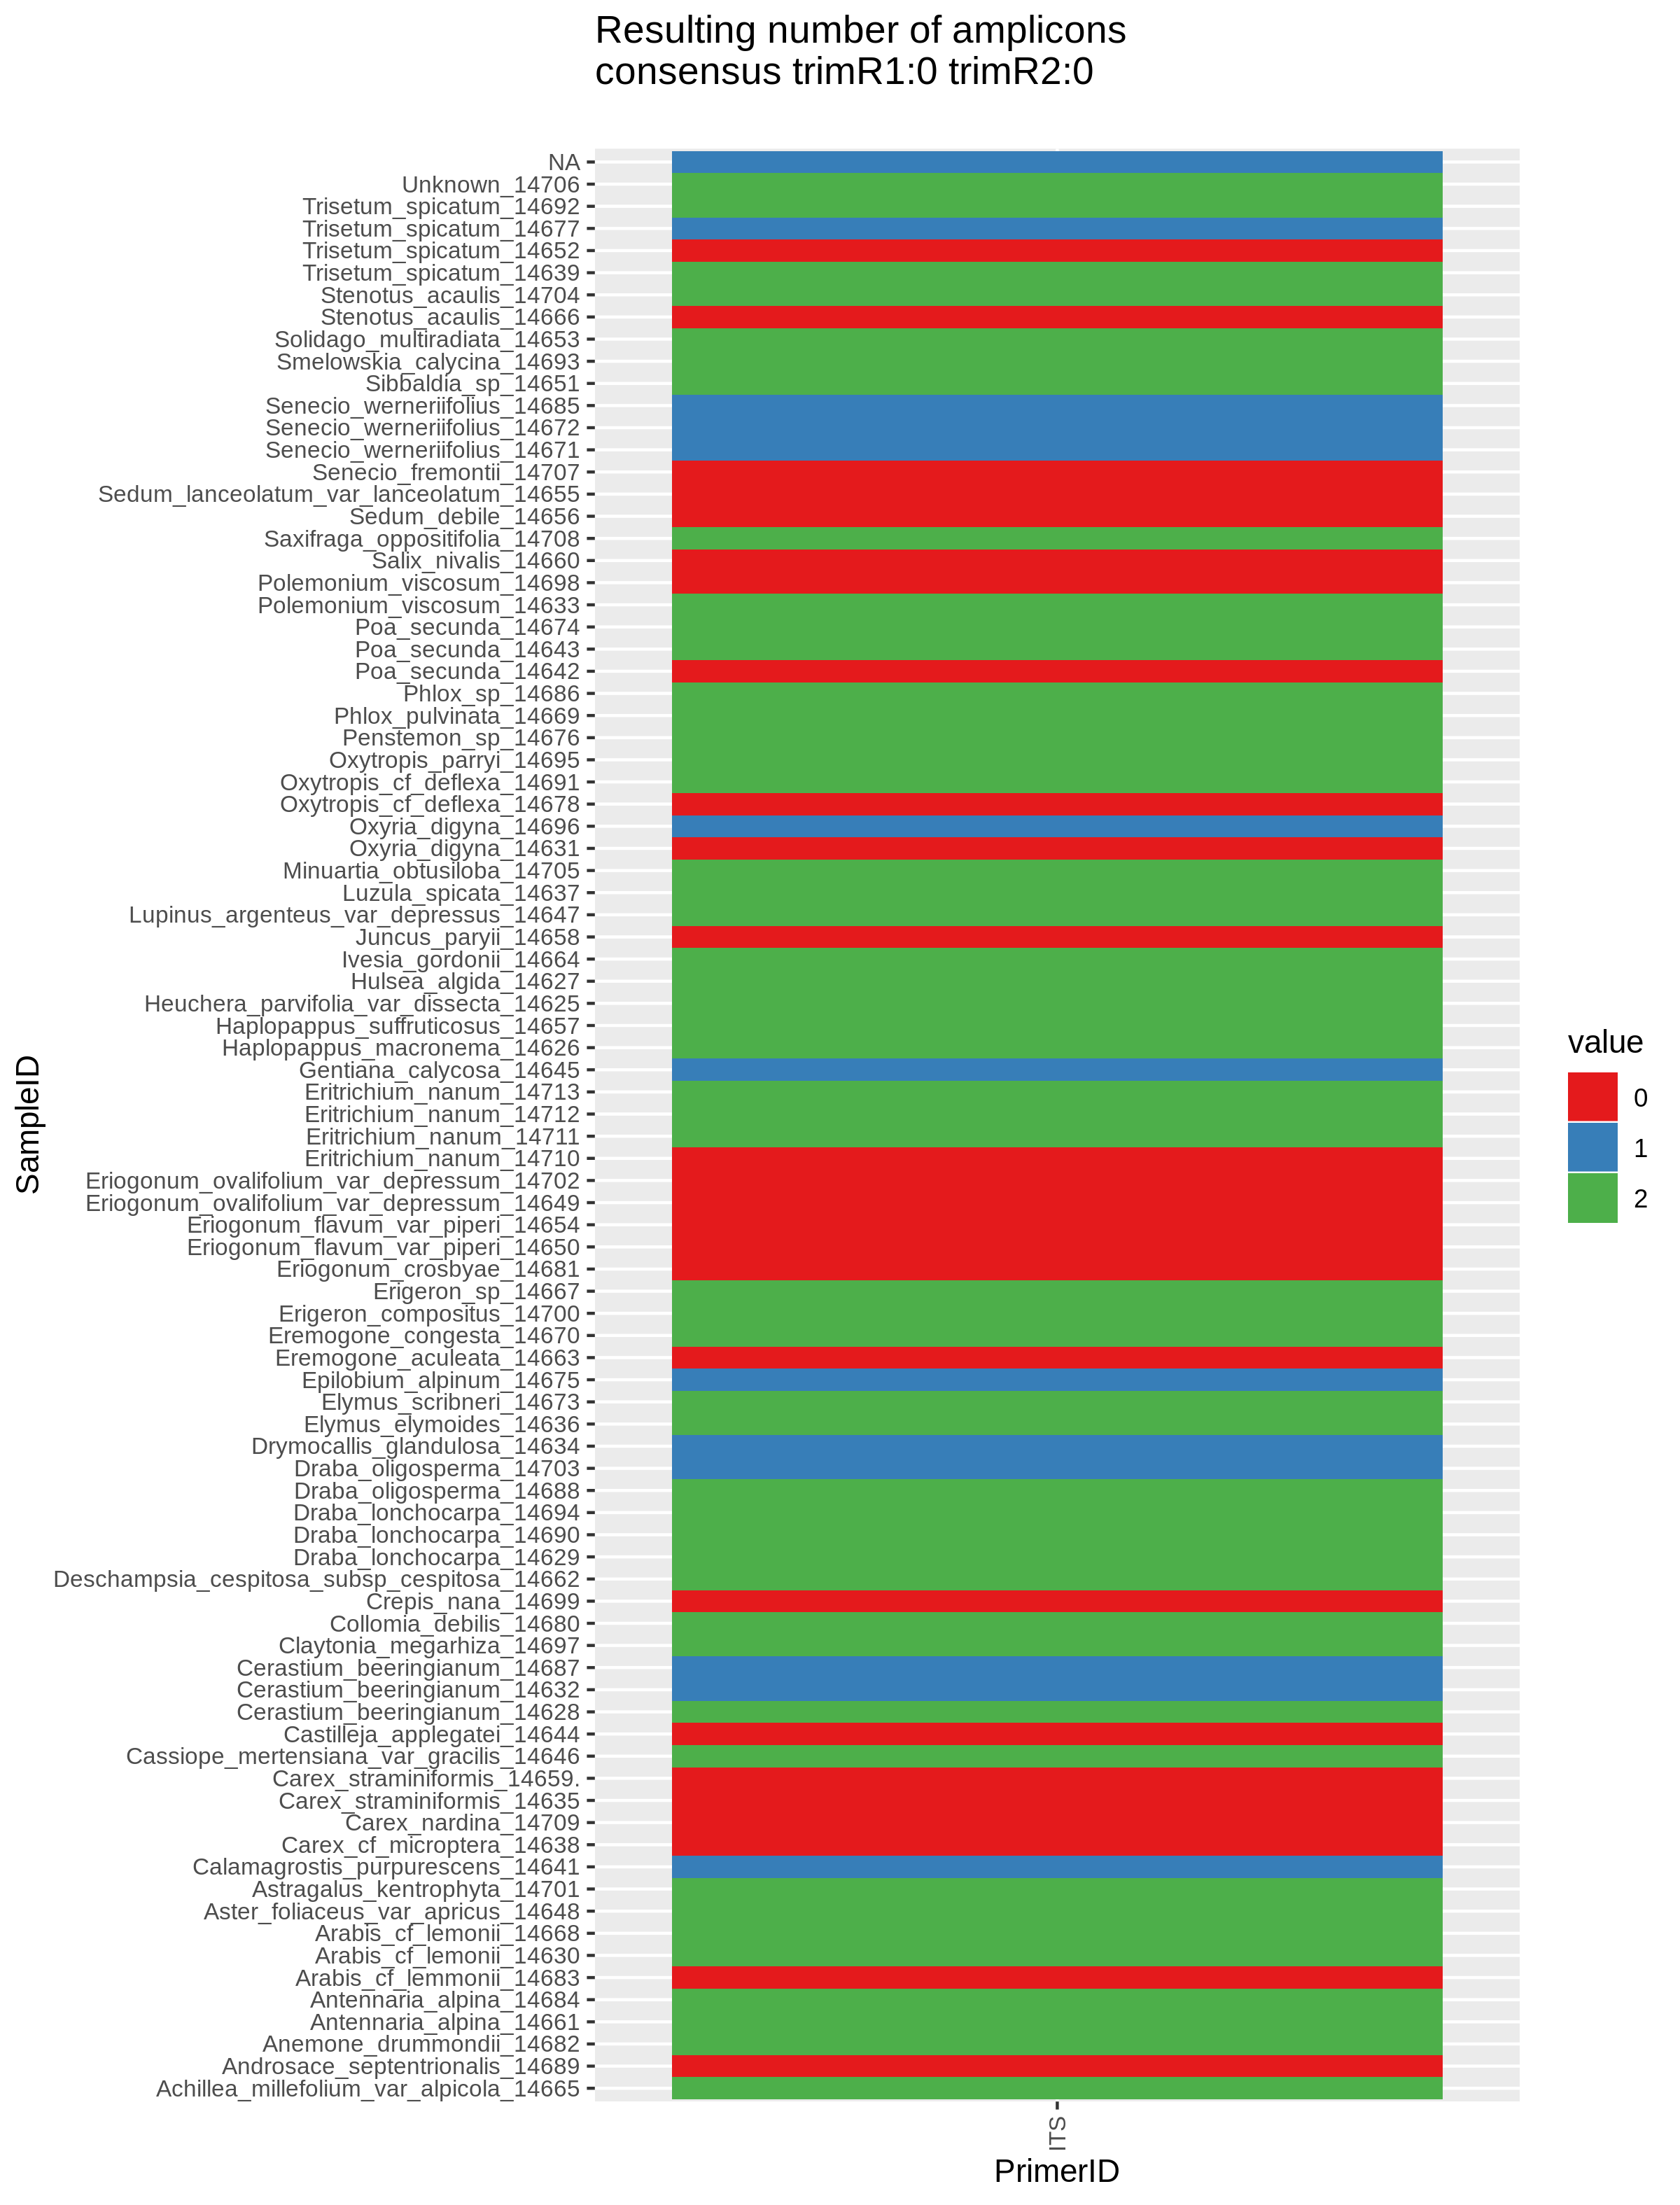 Resulting number of amplicons
consensus trimR1:0 trimR2:0
NA
Unknown_14706
Trisetum_spicatum_14692
Trisetum_spicatum_14677
Trisetum_spicatum_14652
Trisetum_spicatum_14639
Stenotus_acaulis_14704
Stenotus_acaulis_14666
Solidago_multiradiata_14653
Smelowskia_calycina_14693
Sibbaldia_sp_14651
Senecio_werneriifolius_14685
Senecio_werneriifolius_14672
Senecio_werneriifolius_14671
Senecio_fremontii_14707
Sedum_lanceolatum_var_lanceolatum_14655
Sedum_debile_14656
Saxifraga_oppositifolia_14708
Salix_nivalis_14660
Polemonium_viscosum_14698
Polemonium_viscosum_14633
Poa_secunda_14674
Poa_secunda_14643
Poa_secunda_14642
Phlox_sp_14686
Phlox_pulvinata_14669
Penstemon_sp_14676
Oxytropis_parryi_14695
Oxytropis_cf_deflexa_14691
Oxytropis_cf_deflexa_14678
Oxyria_digyna_14696
Oxyria_digyna_14631
Minuartia_obtusiloba_14705
Luzula_spicata_14637
Lupinus_argenteus_var_depressus_14647
Juncus_paryii_14658
Ivesia_gordonii_14664
Hulsea_algida_14627
Heuchera_parvifolia_var_dissecta_14625
Haplopappus_suffruticosus_14657
Haplopappus_macronema_14626
Gentiana_calycosa_14645
Eritrichium_nanum_14713
Eritrichium_nanum_14712
Eritrichium_nanum_14711
Eritrichium_nanum_14710
Eriogonum_ovalifolium_var_depressum_14702
Eriogonum_ovalifolium_var_depressum_14649
Eriogonum_flavum_var_piperi_14654
Eriogonum_flavum_var_piperi_14650
Eriogonum_crosbyae_14681
Erigeron_sp_14667
Erigeron_compositus_14700
Eremogone_congesta_14670
Eremogone_aculeata_14663
Epilobium_alpinum_14675
Elymus_scribneri_14673
Elymus_elymoides_14636
Drymocallis_glandulosa_14634
Draba_oligosperma_14703
Draba_oligosperma_14688
Draba_lonchocarpa_14694
Draba_lonchocarpa_14690
Draba_lonchocarpa_14629
Deschampsia_cespitosa_subsp_cespitosa_14662
Crepis_nana_14699
Collomia_debilis_14680
Claytonia_megarhiza_14697
Cerastium_beeringianum_14687
Cerastium_beeringianum_14632
Cerastium_beeringianum_14628
Castilleja_applegatei_14644
Cassiope_mertensiana_var_gracilis_14646
Carex_straminiformis_14659.
Carex_straminiformis_14635
Carex_nardina_14709
Carex_cf_microptera_14638
Calamagrostis_purpurescens_14641
Astragalus_kentrophyta_14701
Aster_foliaceus_var_apricus_14648
Arabis_cf_lemonii_14668
Arabis_cf_lemonii_14630
Arabis_cf_lemmonii_14683
Antennaria_alpina_14684
Antennaria_alpina_14661
Anemone_drummondii_14682
Androsace_septentrionalis_14689
Achillea_millefolium_var_alpicola_14665
SampleID
ITS
PrimerID
value
0
1
2